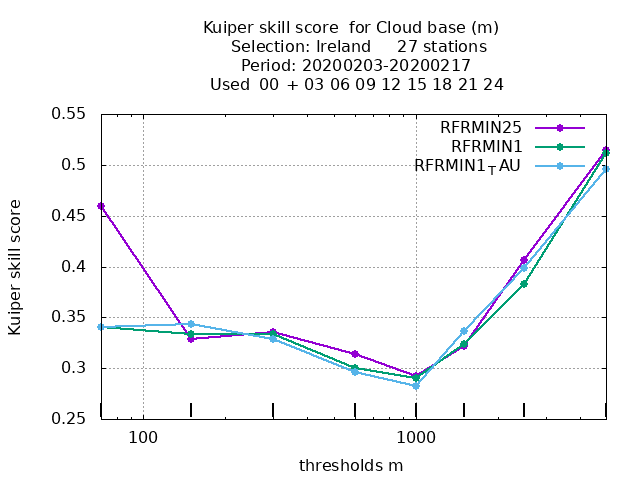 Kuiper skill score  for Cloud base (m)
Selection: Ireland     27 stations
Period: 20200203-20200217
Used  00 + 03 06 09 12 15 18 21 24
RFRMIN25
RFRMIN1
RFRMIN1TAU
0.55
0.5
0.45
0.4
0.35
0.3
0.25
Kuiper skill score
100
1000
thresholds m